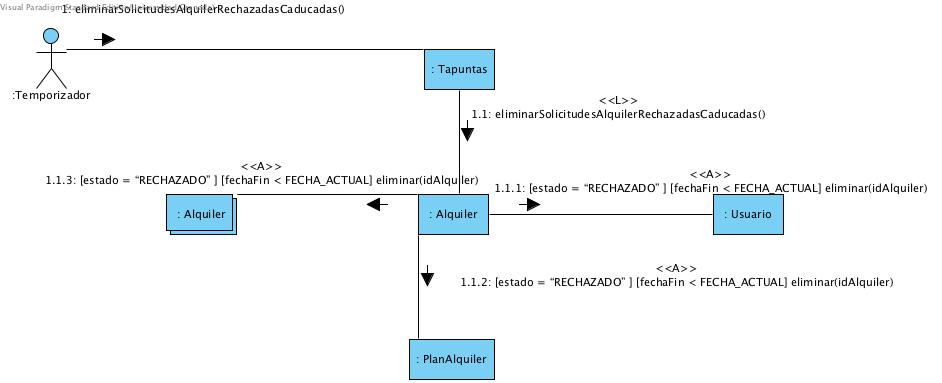 Visual Paradigm Standard
1: eliminarSolicitudesAlquilerRechazadasCaducadas()
:Temporizador
: Tapuntas
<<L>>
1.1: eliminarSolicitudesAlquilerRechazadasCaducadas()
<<A>>
1.1.3: [estado = “RECHAZADO” ] [fechaFin < FECHA_ACTUAL] eliminar(idAlquiler)
<<A>>
1.1.1: [estado = “RECHAZADO” ] [fechaFin < FECHA_ACTUAL] eliminar(idAlquiler)
: Alquiler
: Alquiler
: Usuario
<<A>>
1.1.2: [estado = “RECHAZADO” ] [fechaFin < FECHA_ACTUAL] eliminar(idAlquiler)
: PlanAlquiler